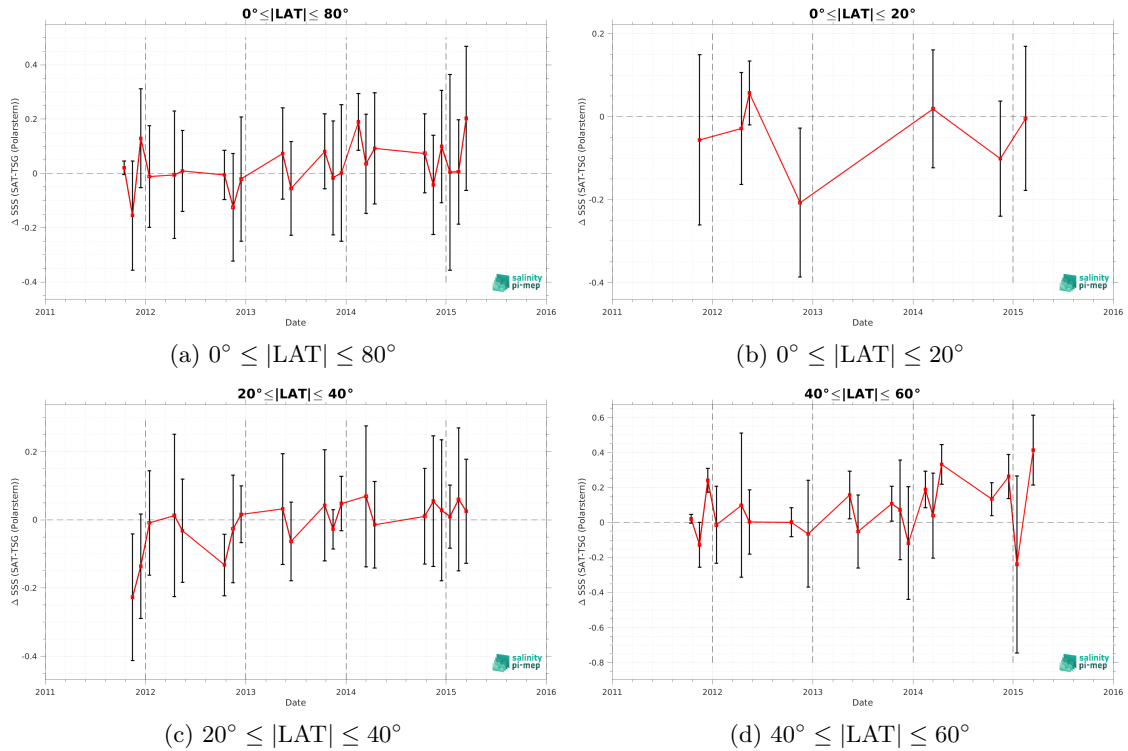 0°≤|LAT|≤ 80°
Δ SSS (SAT-TSG (Polarstern))
0.4
0.2
0
-0.2
-0.4
2011 2012 2013 2014 2015 2016
Date
salinity
pi-mep
(a) 0° ≤ |LAT| ≤ 80°
0°≤|LAT|≤ 20°
Δ SSS (SAT-TSG (Polarstern))
0.2
0
-0.2
-0.4
2011 2012 2013 2014 2015 2016
Date
salinity
pi-mep
(b) 0° ≤ |LAT| ≤ 20°
20°≤|LAT|≤ 40°
Δ SSS (SAT-TSG (Polarstern))
0.2
0
-0.2
-0.4
2011 2012 2013 2014 2015 2016
Date
salinity
pi-mep
(c) 20° ≤ |LAT| ≤ 40°
40°≤|LAT|≤ 60°
Δ SSS (SAT-TSG (Polarstern))
0.6
0.4
0.2
0
-0.2
-0.4
-0.6
-0.8
2011 2012 2013 2014 2015 2016
Date
salinity
pi-mep
(d) 40° ≤ |LAT| ≤ 60°